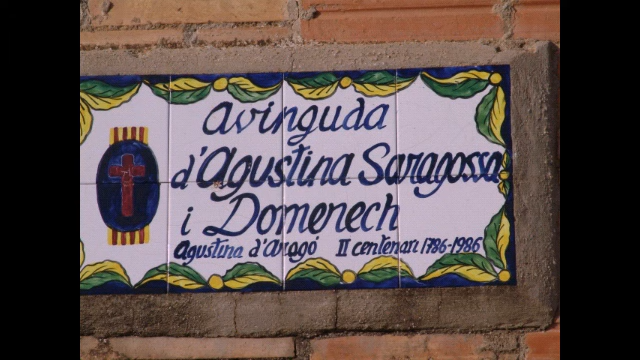 avinguda
d'Agustina Saragossa
i Domenech
Agustina d'Aragó II centenari 1786-1986